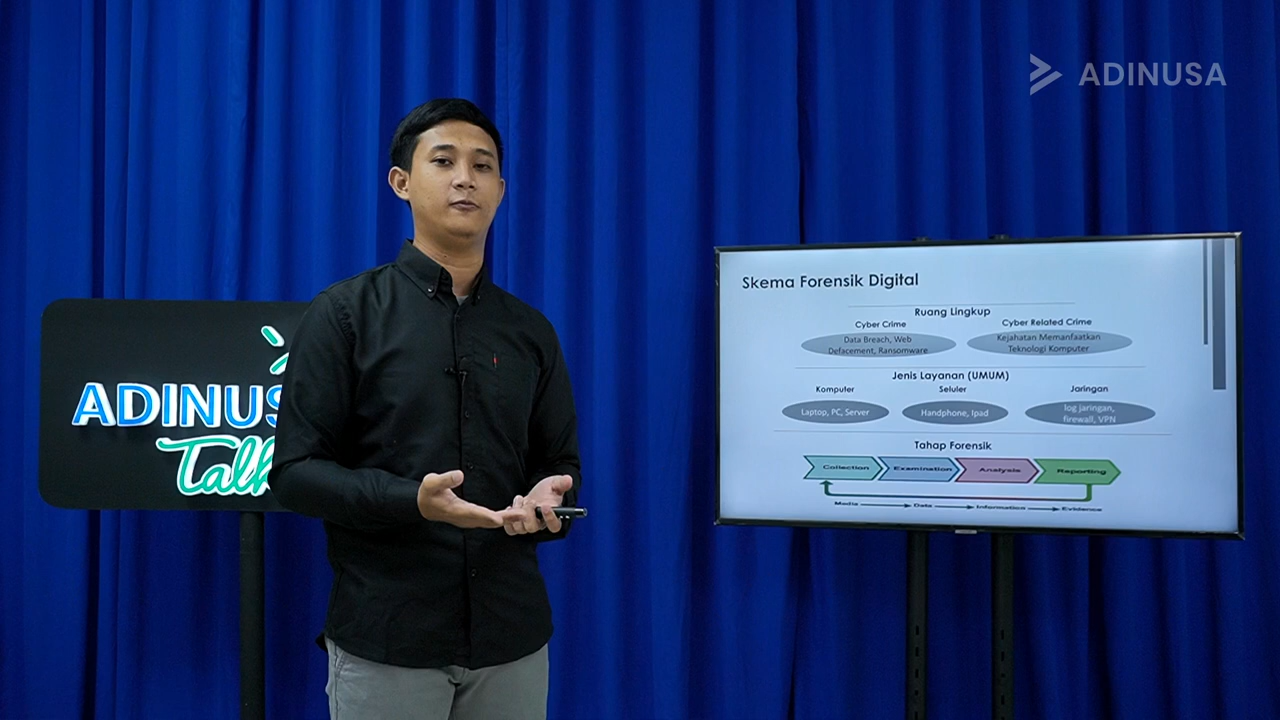 ADINUSA
ADINUS
Talk
Skema Forensik Digital
Ruang Lingkup
Cyber Crime
Data Breach, Web
Defacement, Ransomware
Cyber Related Crime
Kejahatan Memanfaatkan
Teknologi Komputer
Jenis Layanan (UMUM)
Komputer
Laptop, PC, Server
Seluler
Handphone, Ipad
Jaringan
log jaringan,
firewall, VPN
Tahap Forensik
Collection
Examination
Analysis
Reporting
Media
Data
Information
Evidence